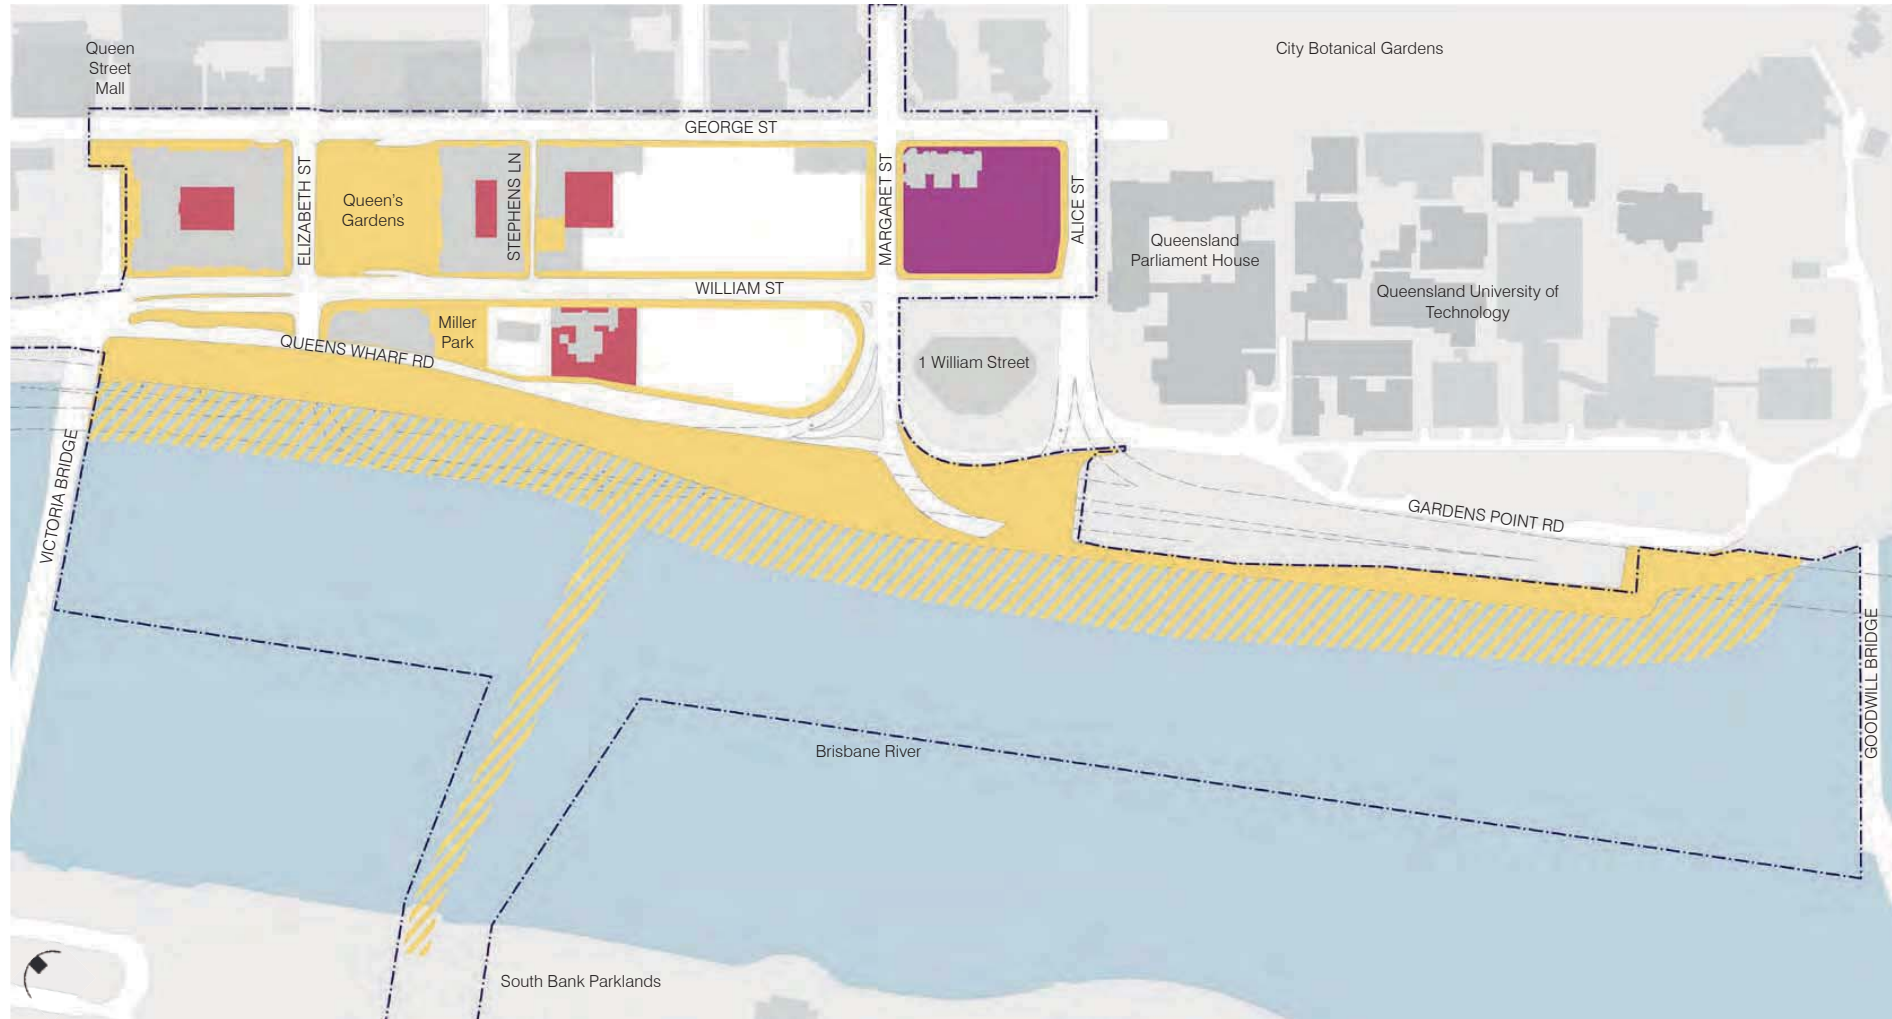 Queen
Street
Mall
City Botanical Gardens
GEORGE ST
ELIZABETH ST
Queen's
Gardens
STEPHENS LN
MARGARET ST
ALICE ST
Queensland
Parliament House
WILLIAM ST
Queensland University of
Technology
Miller
Park
QUEENS WHARF RD
1 William Street
VICTORIA BRIDGE
GARDENS POINT RD
GOODWILL BRIDGE
Brisbane River
South Bank Parklands